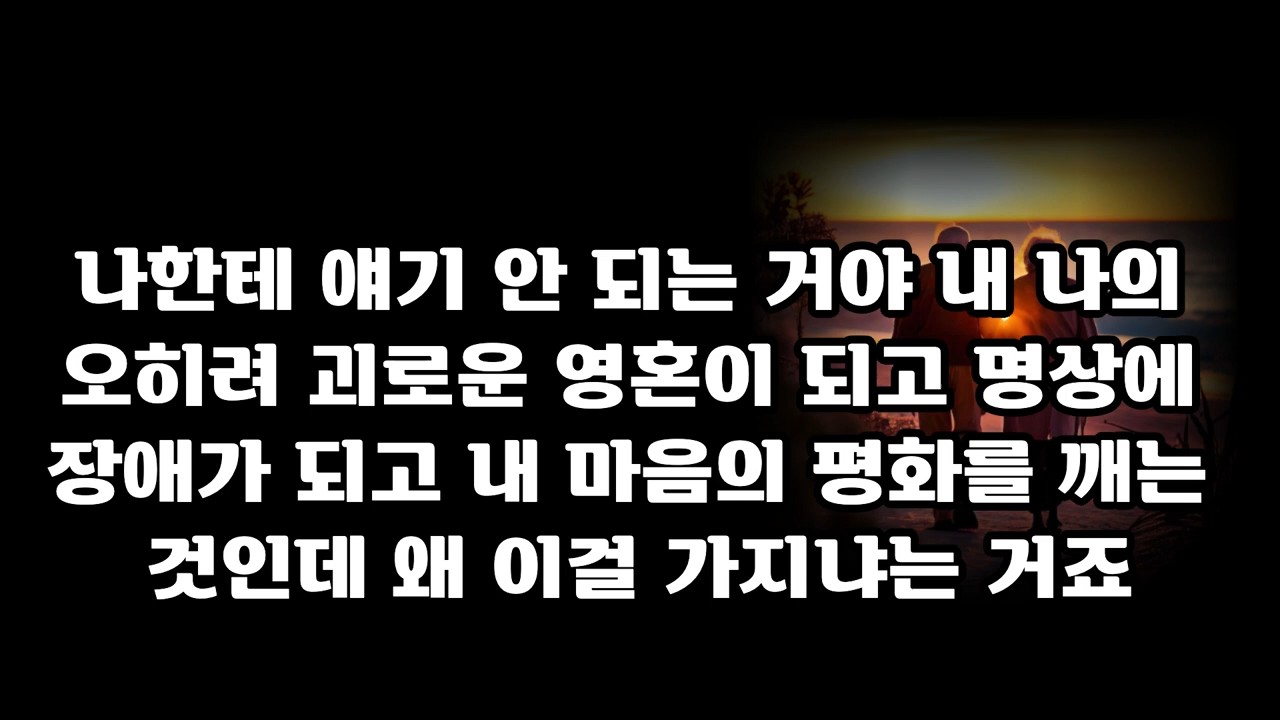 나한테 얘기 안 되는 거야 내 나의
오히려 괴로운 영혼이 되고 명상에
장애가 되고 내 마음의 평화를 깨는
것인데 왜 이걸 가지냐는 거죠